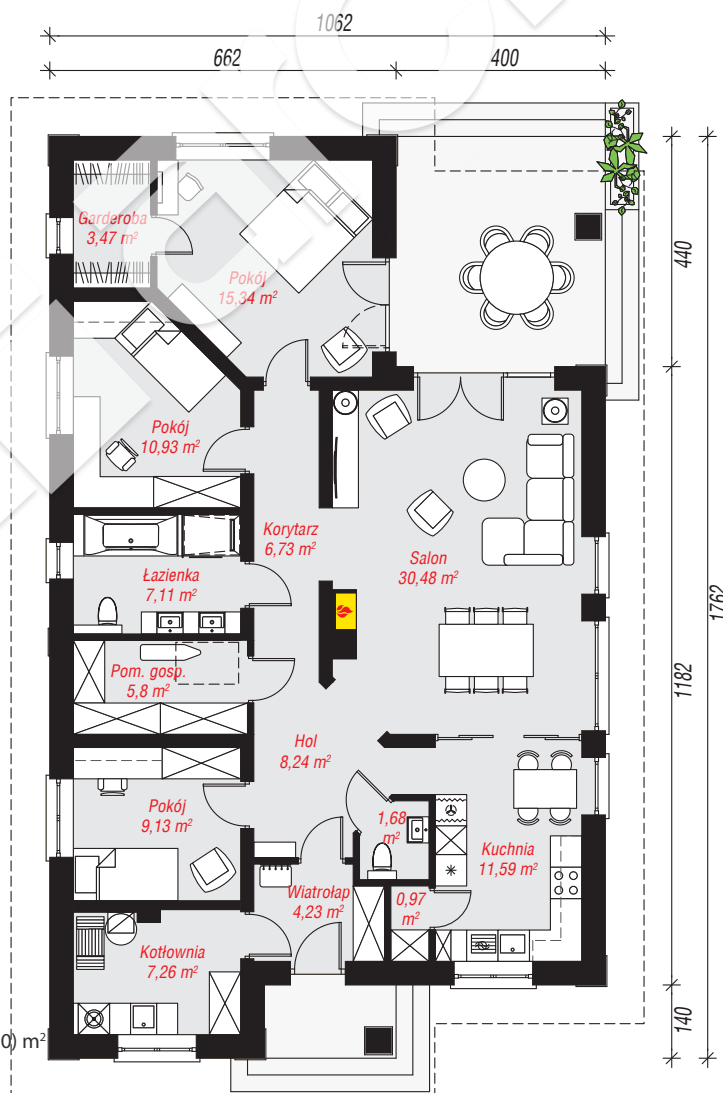 1062
662
400
Garderoba
3,47 m²
Pokój
15,34 m²
440
Pokój
10,93 m²
Korytarz
6,73 m²
Salon
30,48 m²
Łazienka
7,11 m²
1762
Pom. gosp.
5,8 m²
1182
Hol
8,24 m²
Pokój
9,13 m²
1,68
m²
Kuchnia
11,59 m²
Wiatrołap
4,23 m²
0,97
m²
Kotłownia
7,26 m²
140
0) m²